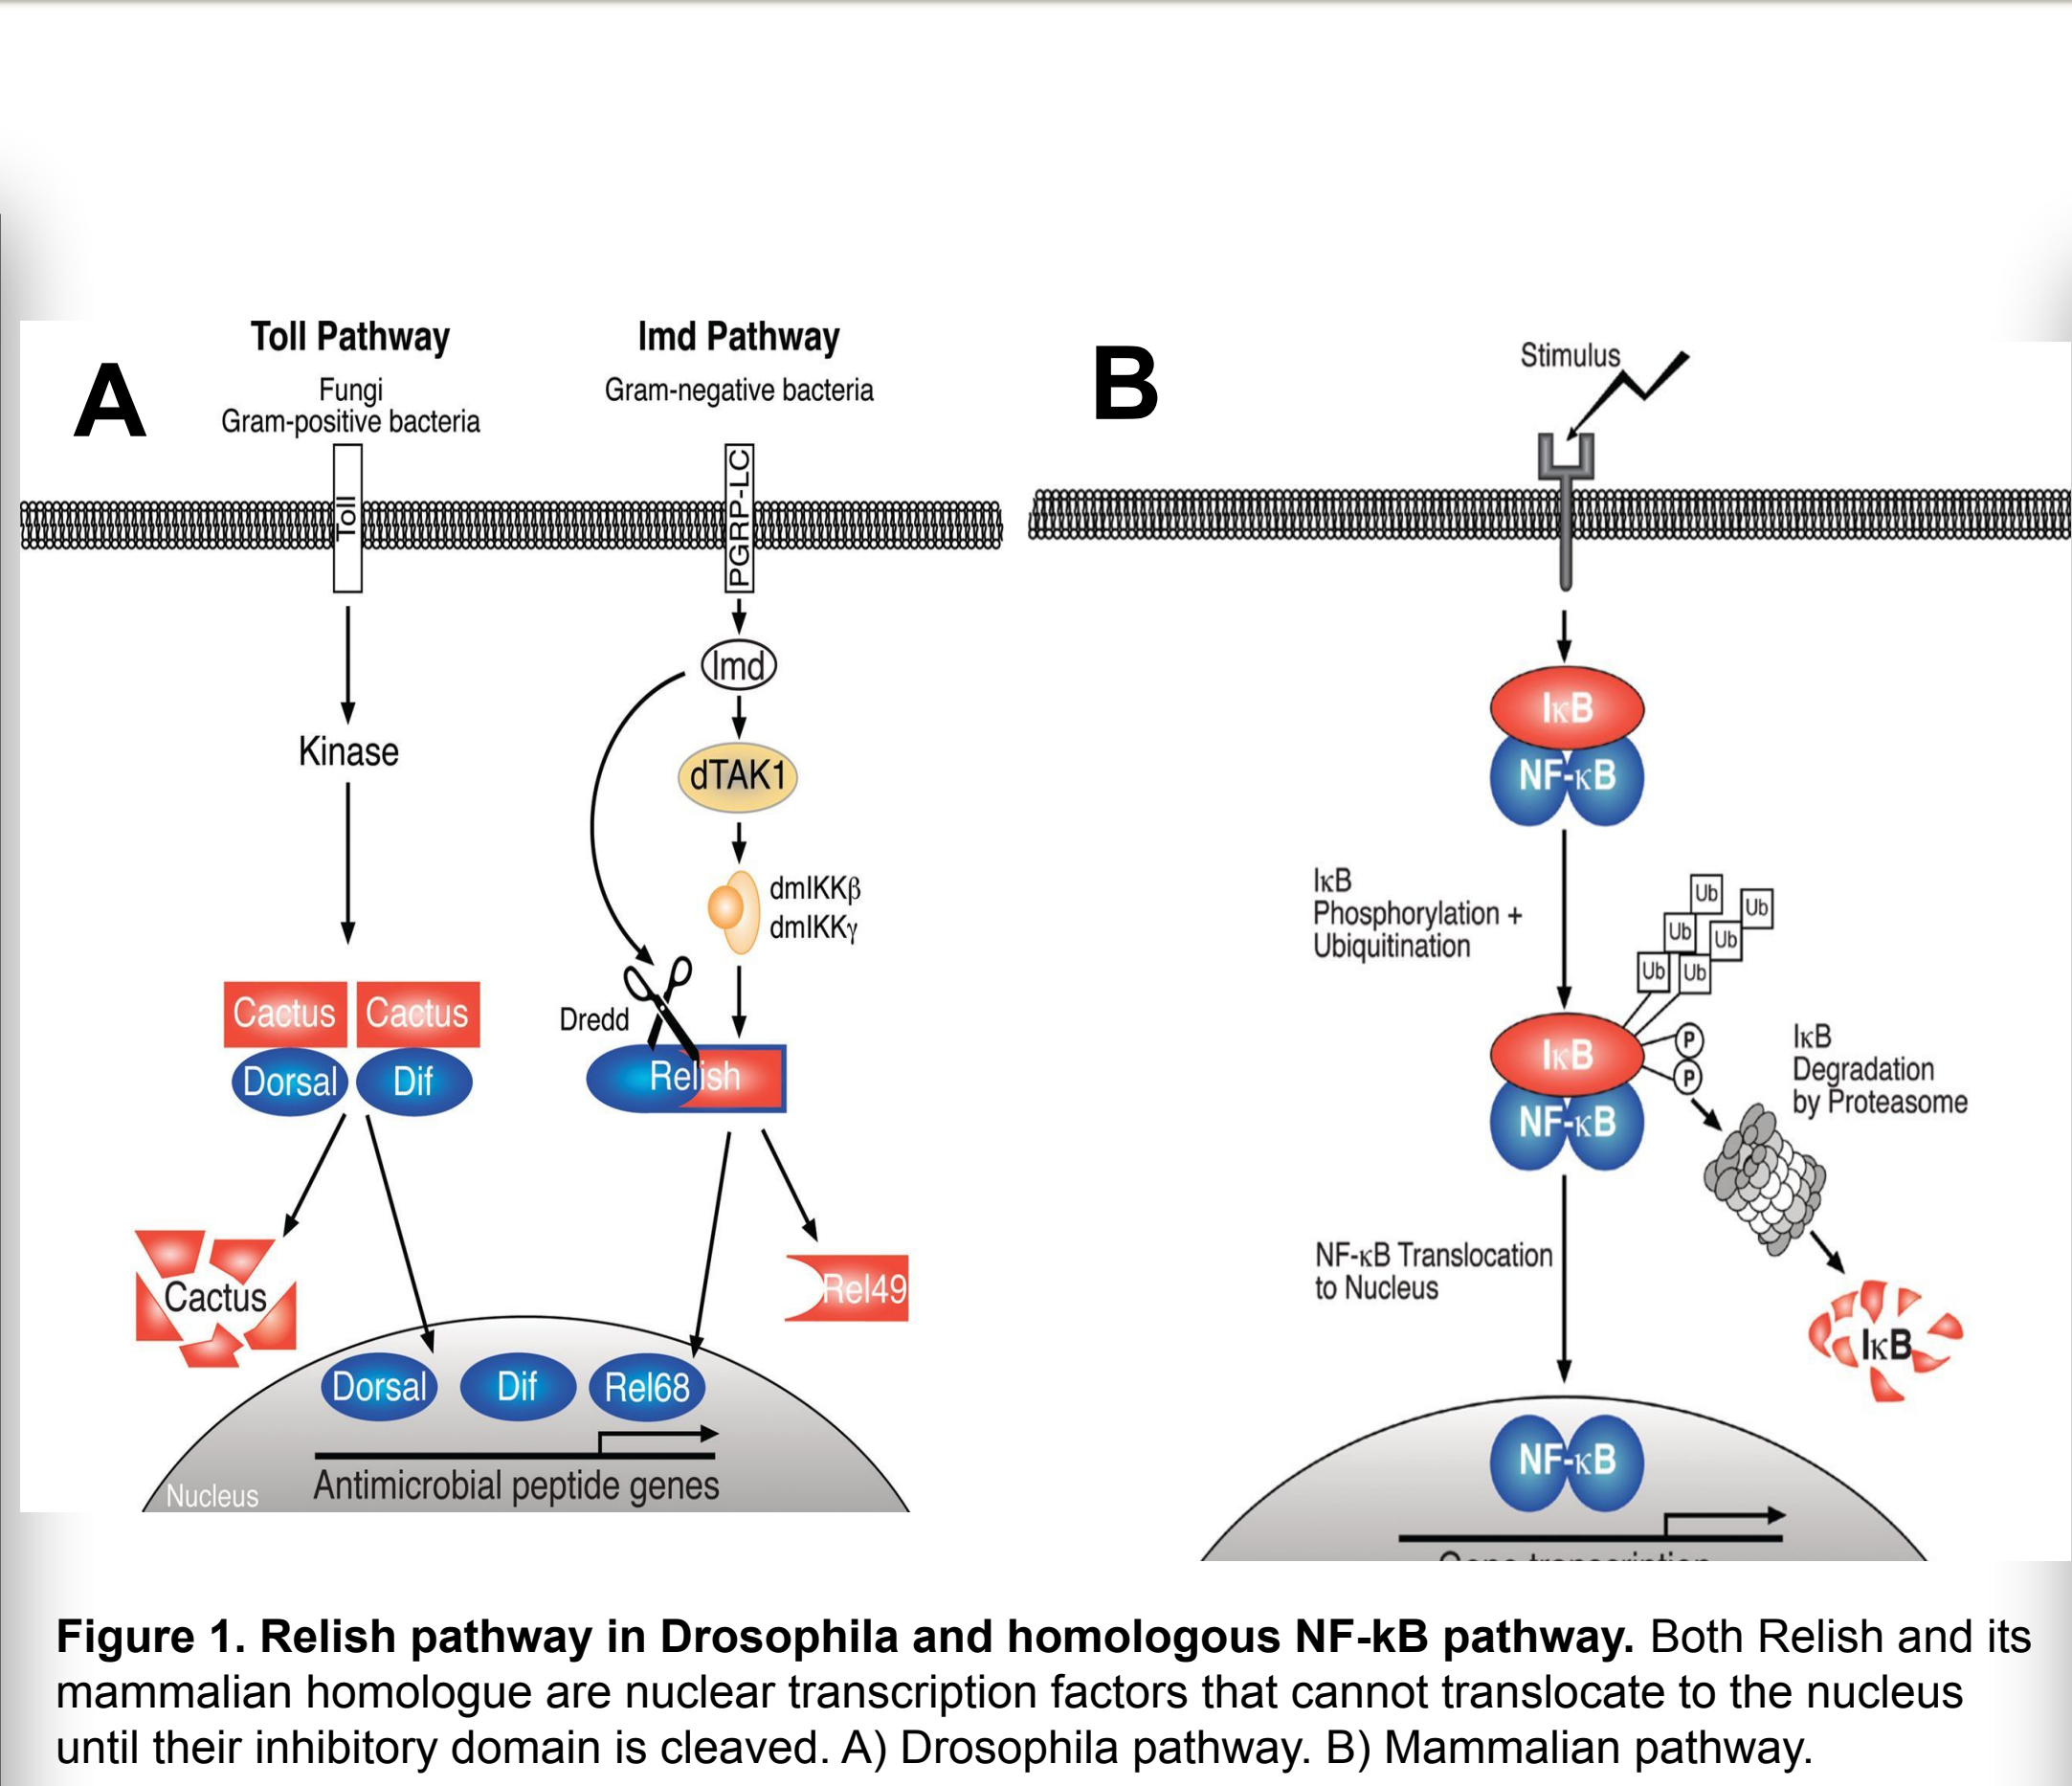 A
Toll Pathway
Fungi
Gram-positive bacteria
Toll
Kinase
Cactus
Cactus
Dorsal
Dif
Cactus
Imd Pathway
Gram-negative bacteria
PGRP-LC
Imd
dTAK1
dmIKKβ
dmIKKγ
Dredd
Relish
Rel49
Dorsal
Dif
Rel68
Antimicrobial peptide genes
Nucleus
B
Stimulus
IκB
NF-κB
IκB
Phosphorylation +
Ubiquitination
Ub
Ub
Ub
Ub
Ub
Ub
IκB
P
P
NF-κB
IκB
Degradation
by Proteasome
NF-κB Translocation
to Nucleus
IκB
NF-κB
Gene transcription
Figure 1. Relish pathway in Drosophila and homologous NF-kB pathway. Both Relish and its
mammalian homologue are nuclear transcription factors that cannot translocate to the nucleus
until their inhibitory domain is cleaved. A) Drosophila pathway. B) Mammalian pathway.